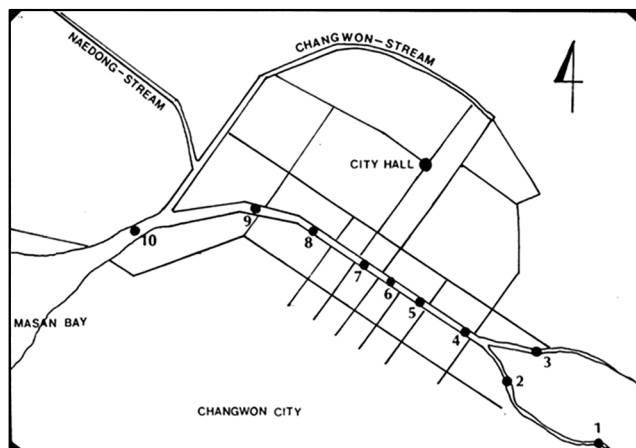 NAEDONG-STREAM
CHANGWON-STREAM
4
CITY HALL
9
8
10
7
6
5
4
3
2
1
MASAN BAY
CHANGWON CITY